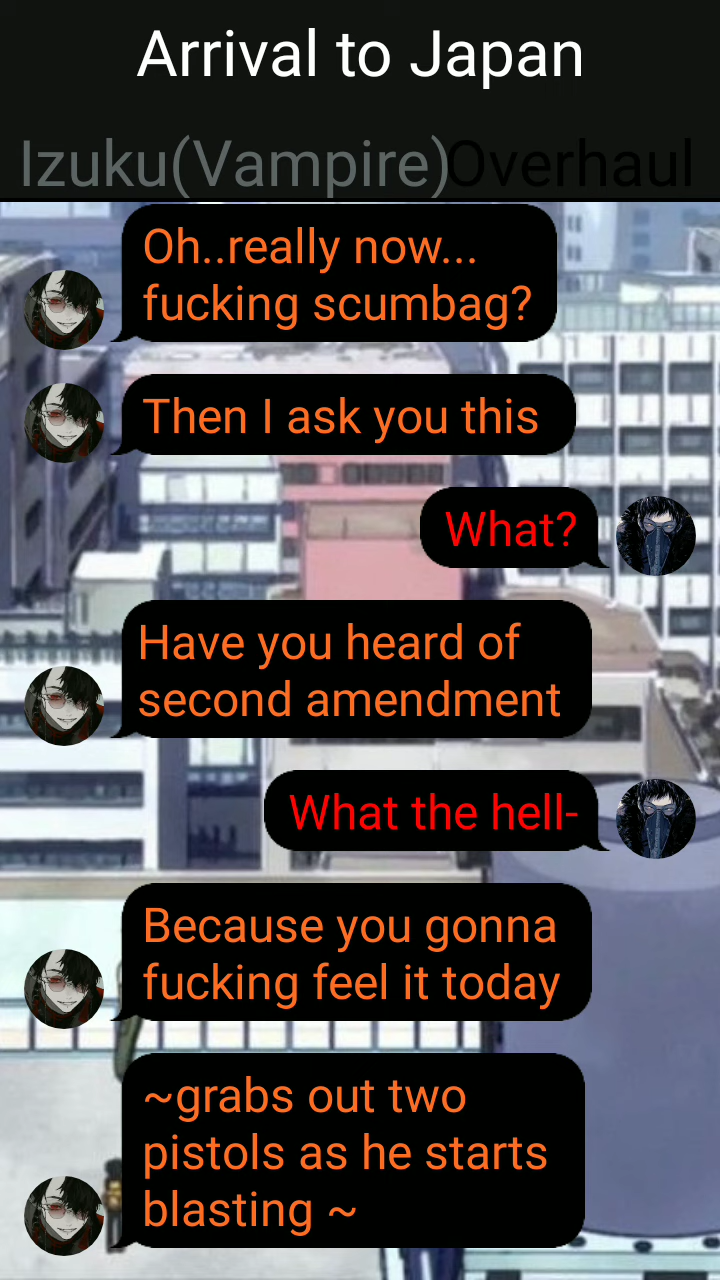 Arrival to Japan
Izuku(Vampire) Overhaul
Oh..really now...
fucking scumbag?
Then I ask you this
What?
Have you heard of
second amendment
What the hell-
Because you gonna
fucking feel it today
~grabs out two
pistols as he starts
blasting ~